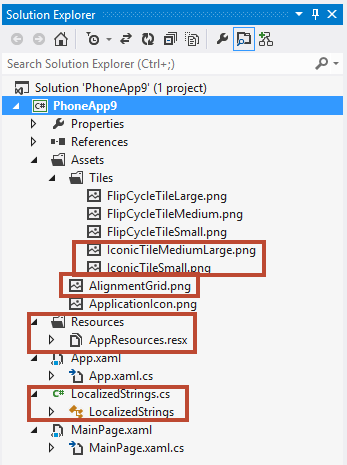 Solution Explorer
Search Solution Explorer (Ctrl+;)
Solution 'PhoneApp9' (1 project)
C# PhoneApp9
Properties
References
Assets
Tiles
FlipCycleTileLarge.png
FlipCycleTileMedium.png
FlipCycleTileSmall.png
IconicTileMediumLarge.png
IconicTileSmall.png
AlignmentGrid.png
ApplicationIcon.png
Resources
AppResources.resx
App.xaml
App.xaml.cs
C# LocalizedStrings.cs
LocalizedStrings
MainPage.xaml
MainPage.xaml.cs